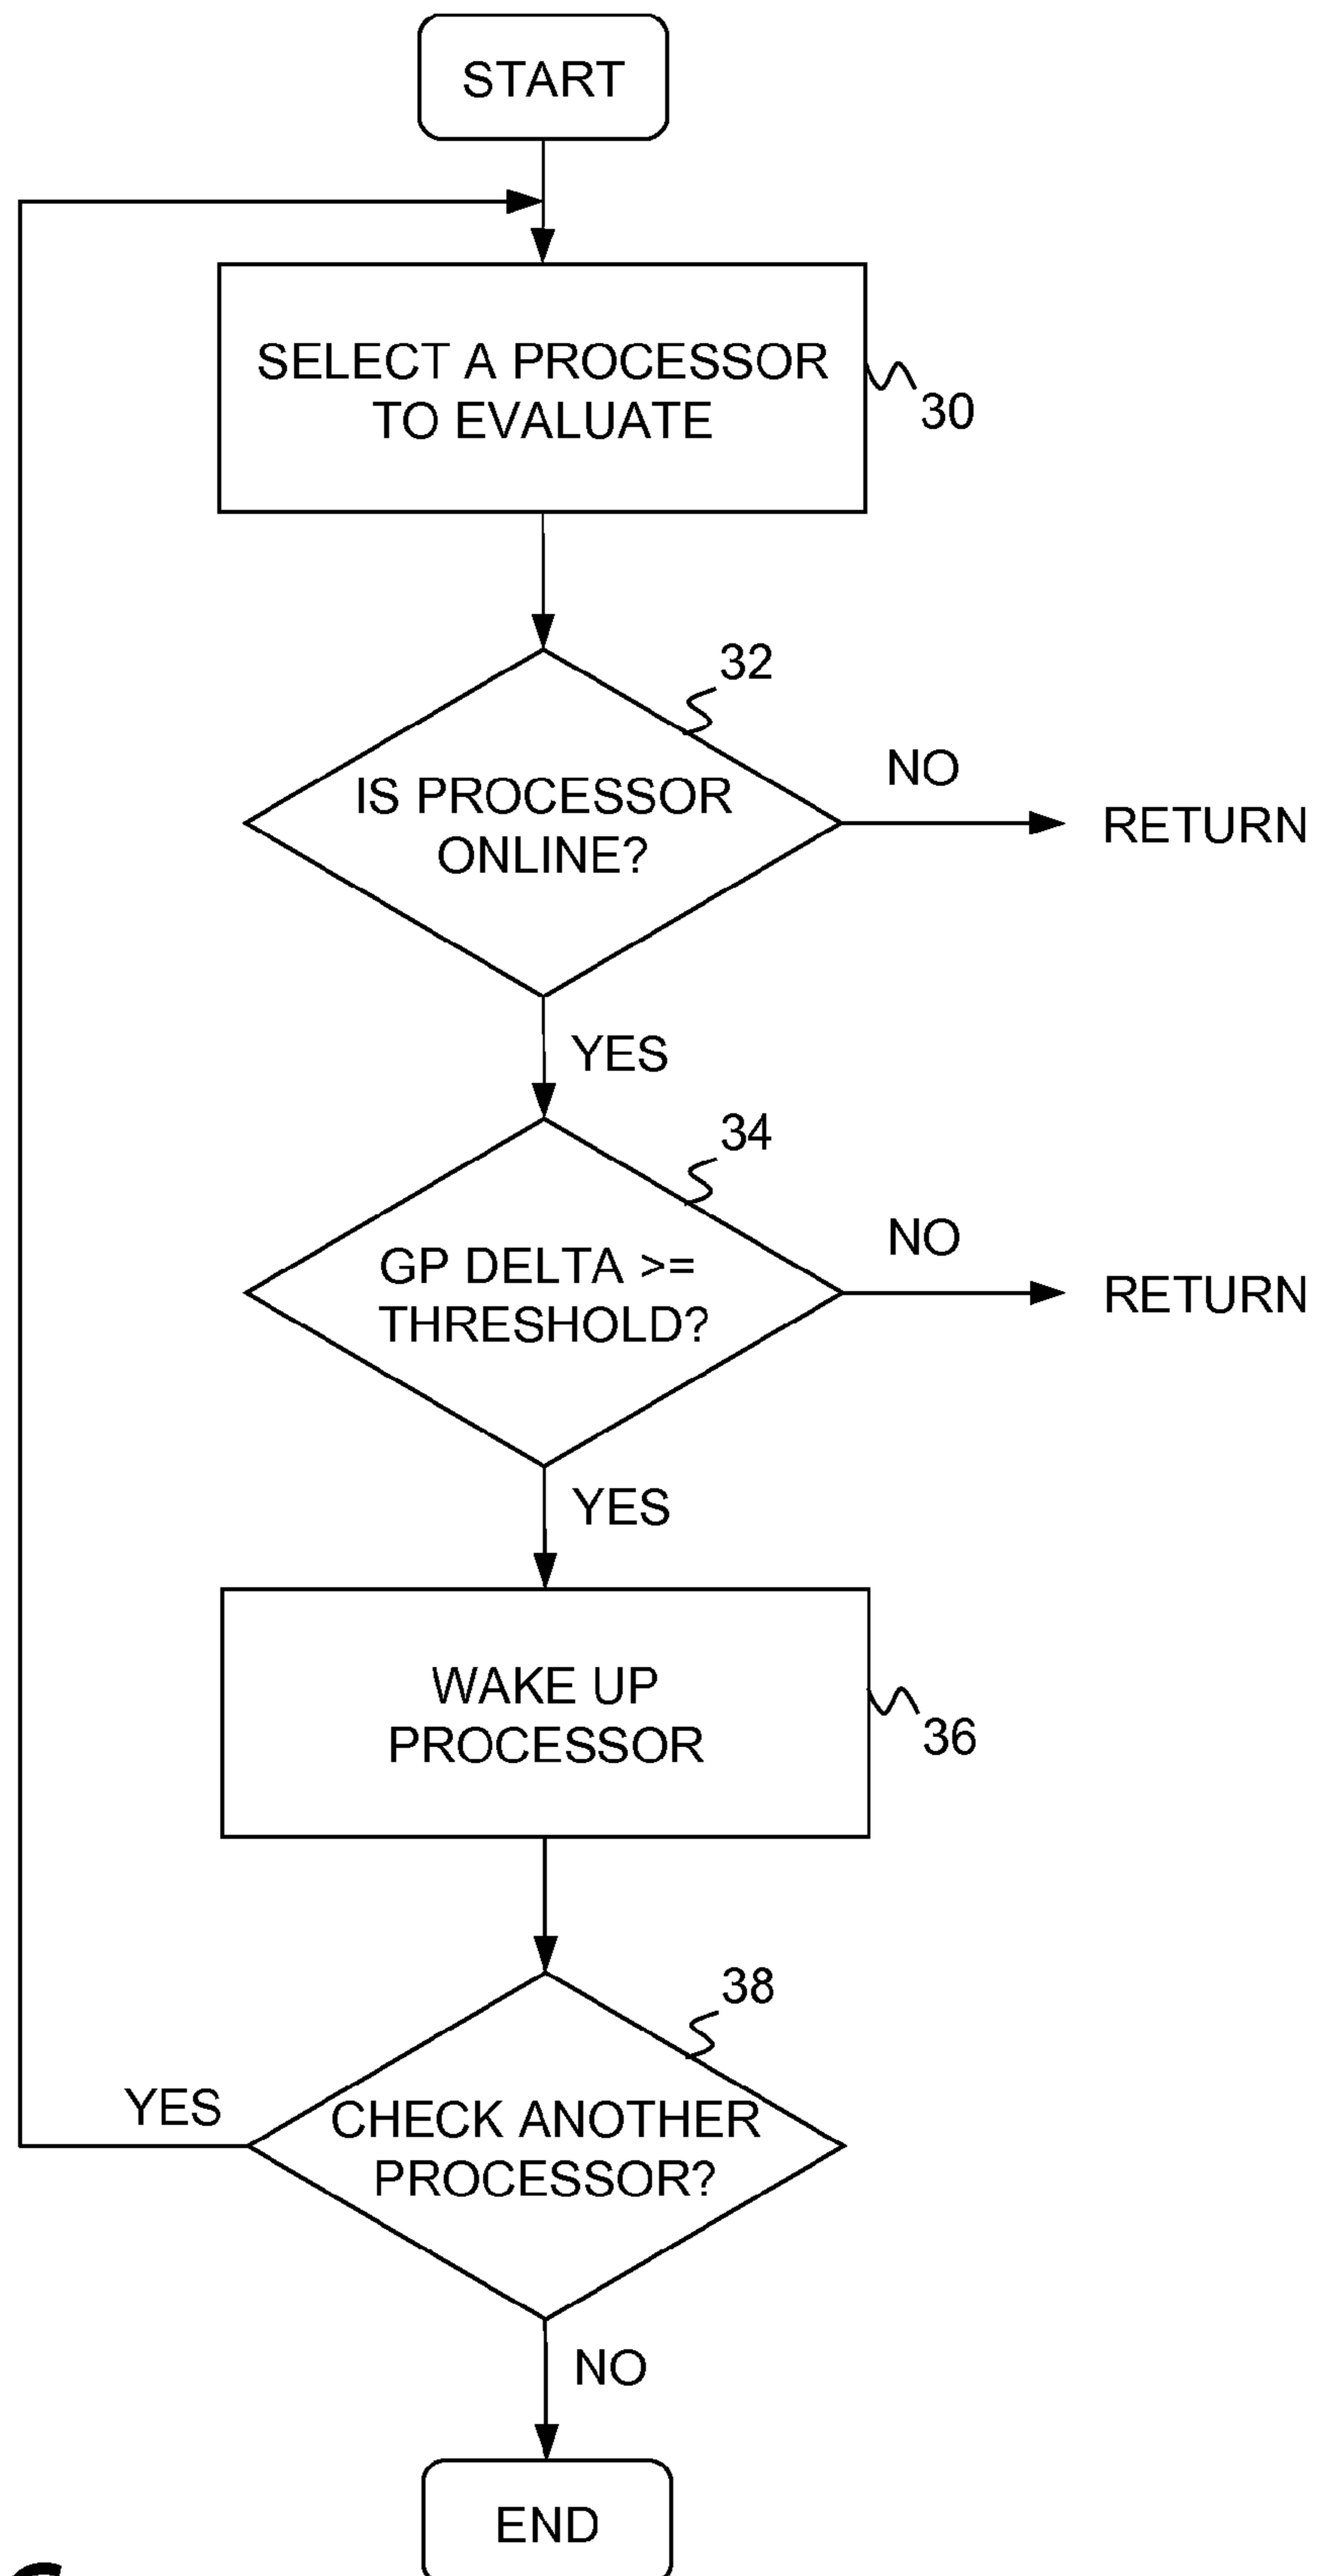 START
SELECT A PROCESSOR
TO EVALUATE
30
32
IS PROCESSOR
ONLINE?
NO
RETURN
YES
34
GP DELTA >=
THRESHOLD?
NO
RETURN
YES
WAKE UP
PROCESSOR
36
38
CHECK ANOTHER
PROCESSOR?
YES
NO
END